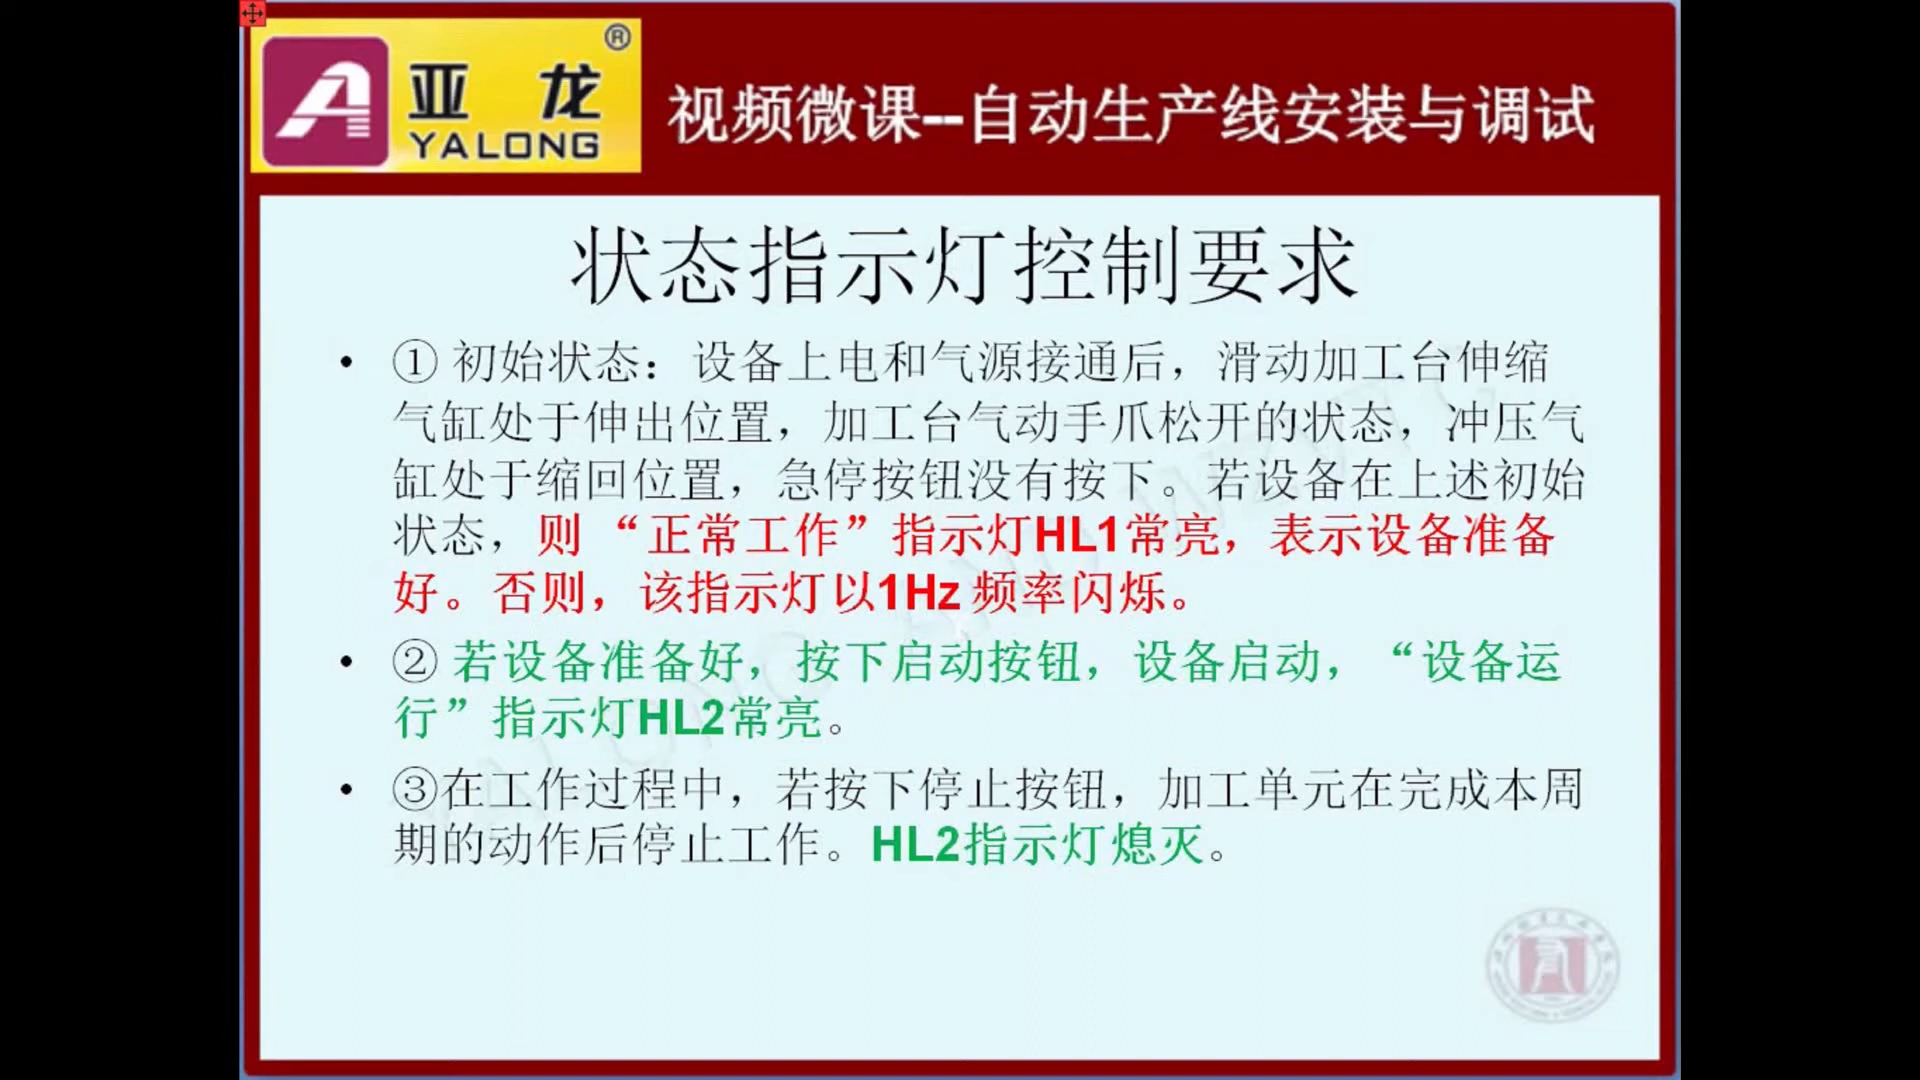 亚龙®
YALONG
视频微课--自动生产线安装与调试
状态指示灯控制要求
• ① 初始状态：设备上电和气源接通后，滑动加工台伸缩
气缸处于伸出位置，加工台气动手爪松开的状态，冲压气
缸处于缩回位置，急停按钮没有按下。若设备在上述初始
状态，则 “正常工作”指示灯HL1常亮，表示设备准备
好。否则，该指示灯以1Hz 频率闪烁。
• ② 若设备准备好，按下启动按钮，设备启动，“设备运
行”指示灯HL2常亮。
• ③在工作过程中，若按下停止按钮，加工单元在完成本周
期的动作后停止工作。HL2指示灯熄灭。